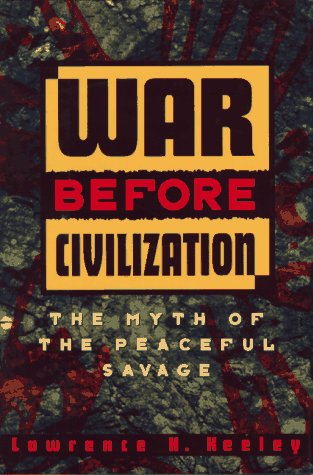 WAR
BEFORE
CIVILIZATION
THE MYTH OF
THE PEACEFUL
SAVAGE
Lawrence H. Keeley